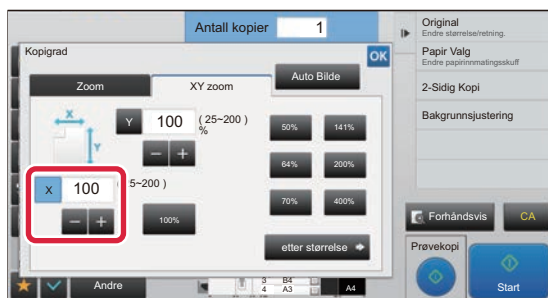 Antall kopier 1
Kopigrad
OK
Zoom
XY zoom
Auto Bilde
X
Y
Y 100 (25~200)
%
50% 141%
64% 200%
70% 400%
X 100 5~200 )
100%
etter størrelse
Andre
3 B4
4 A3
A4
Original
Endre størrelse/retning.
Papir Valg
Endre papirinnmatingsskuff
2-Sidig Kopi
Bakgrunnsjustering
Forhåndsvis
CA
Prøvekopi
Start